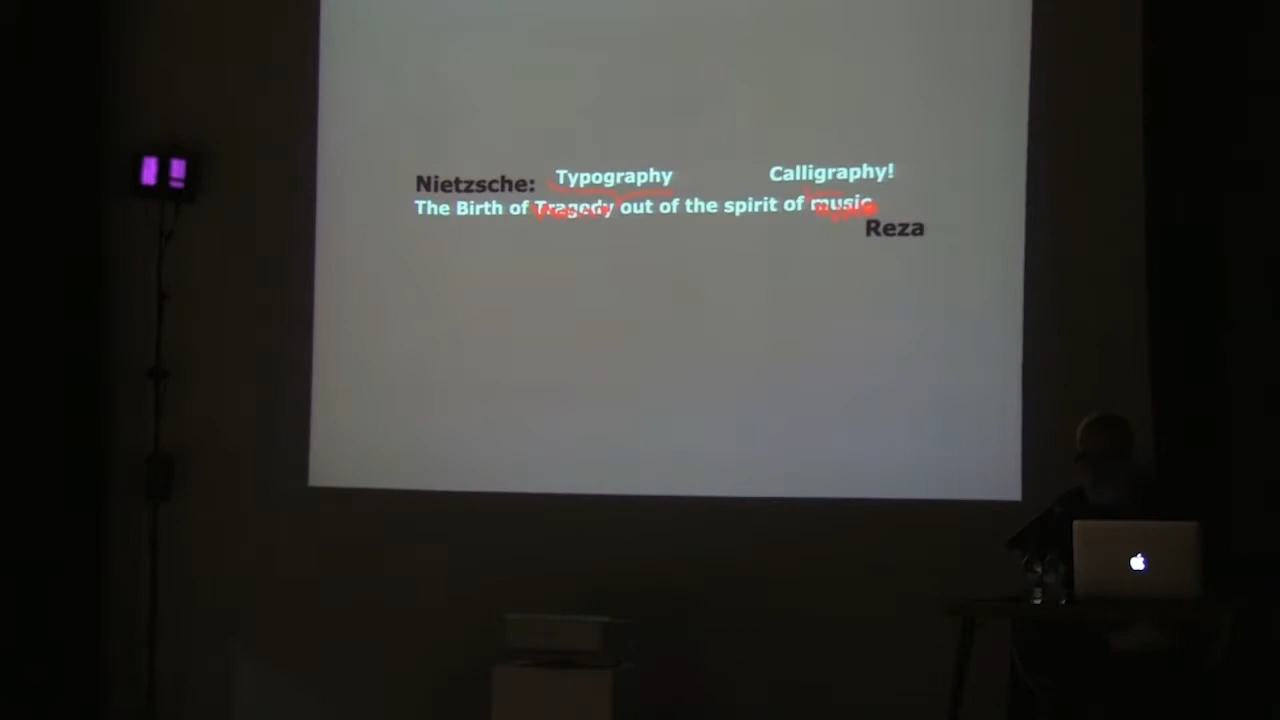 Typography Calligraphy!
Nietzsche:
The Birth of Tragedy out of the spirit of music
Reza